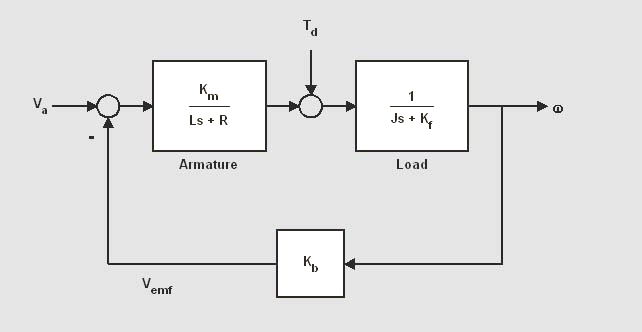 T_d
K_m
Ls + R
1
Js + K_f
V_a
ω
-
Armature
Load
K_b
V_emf